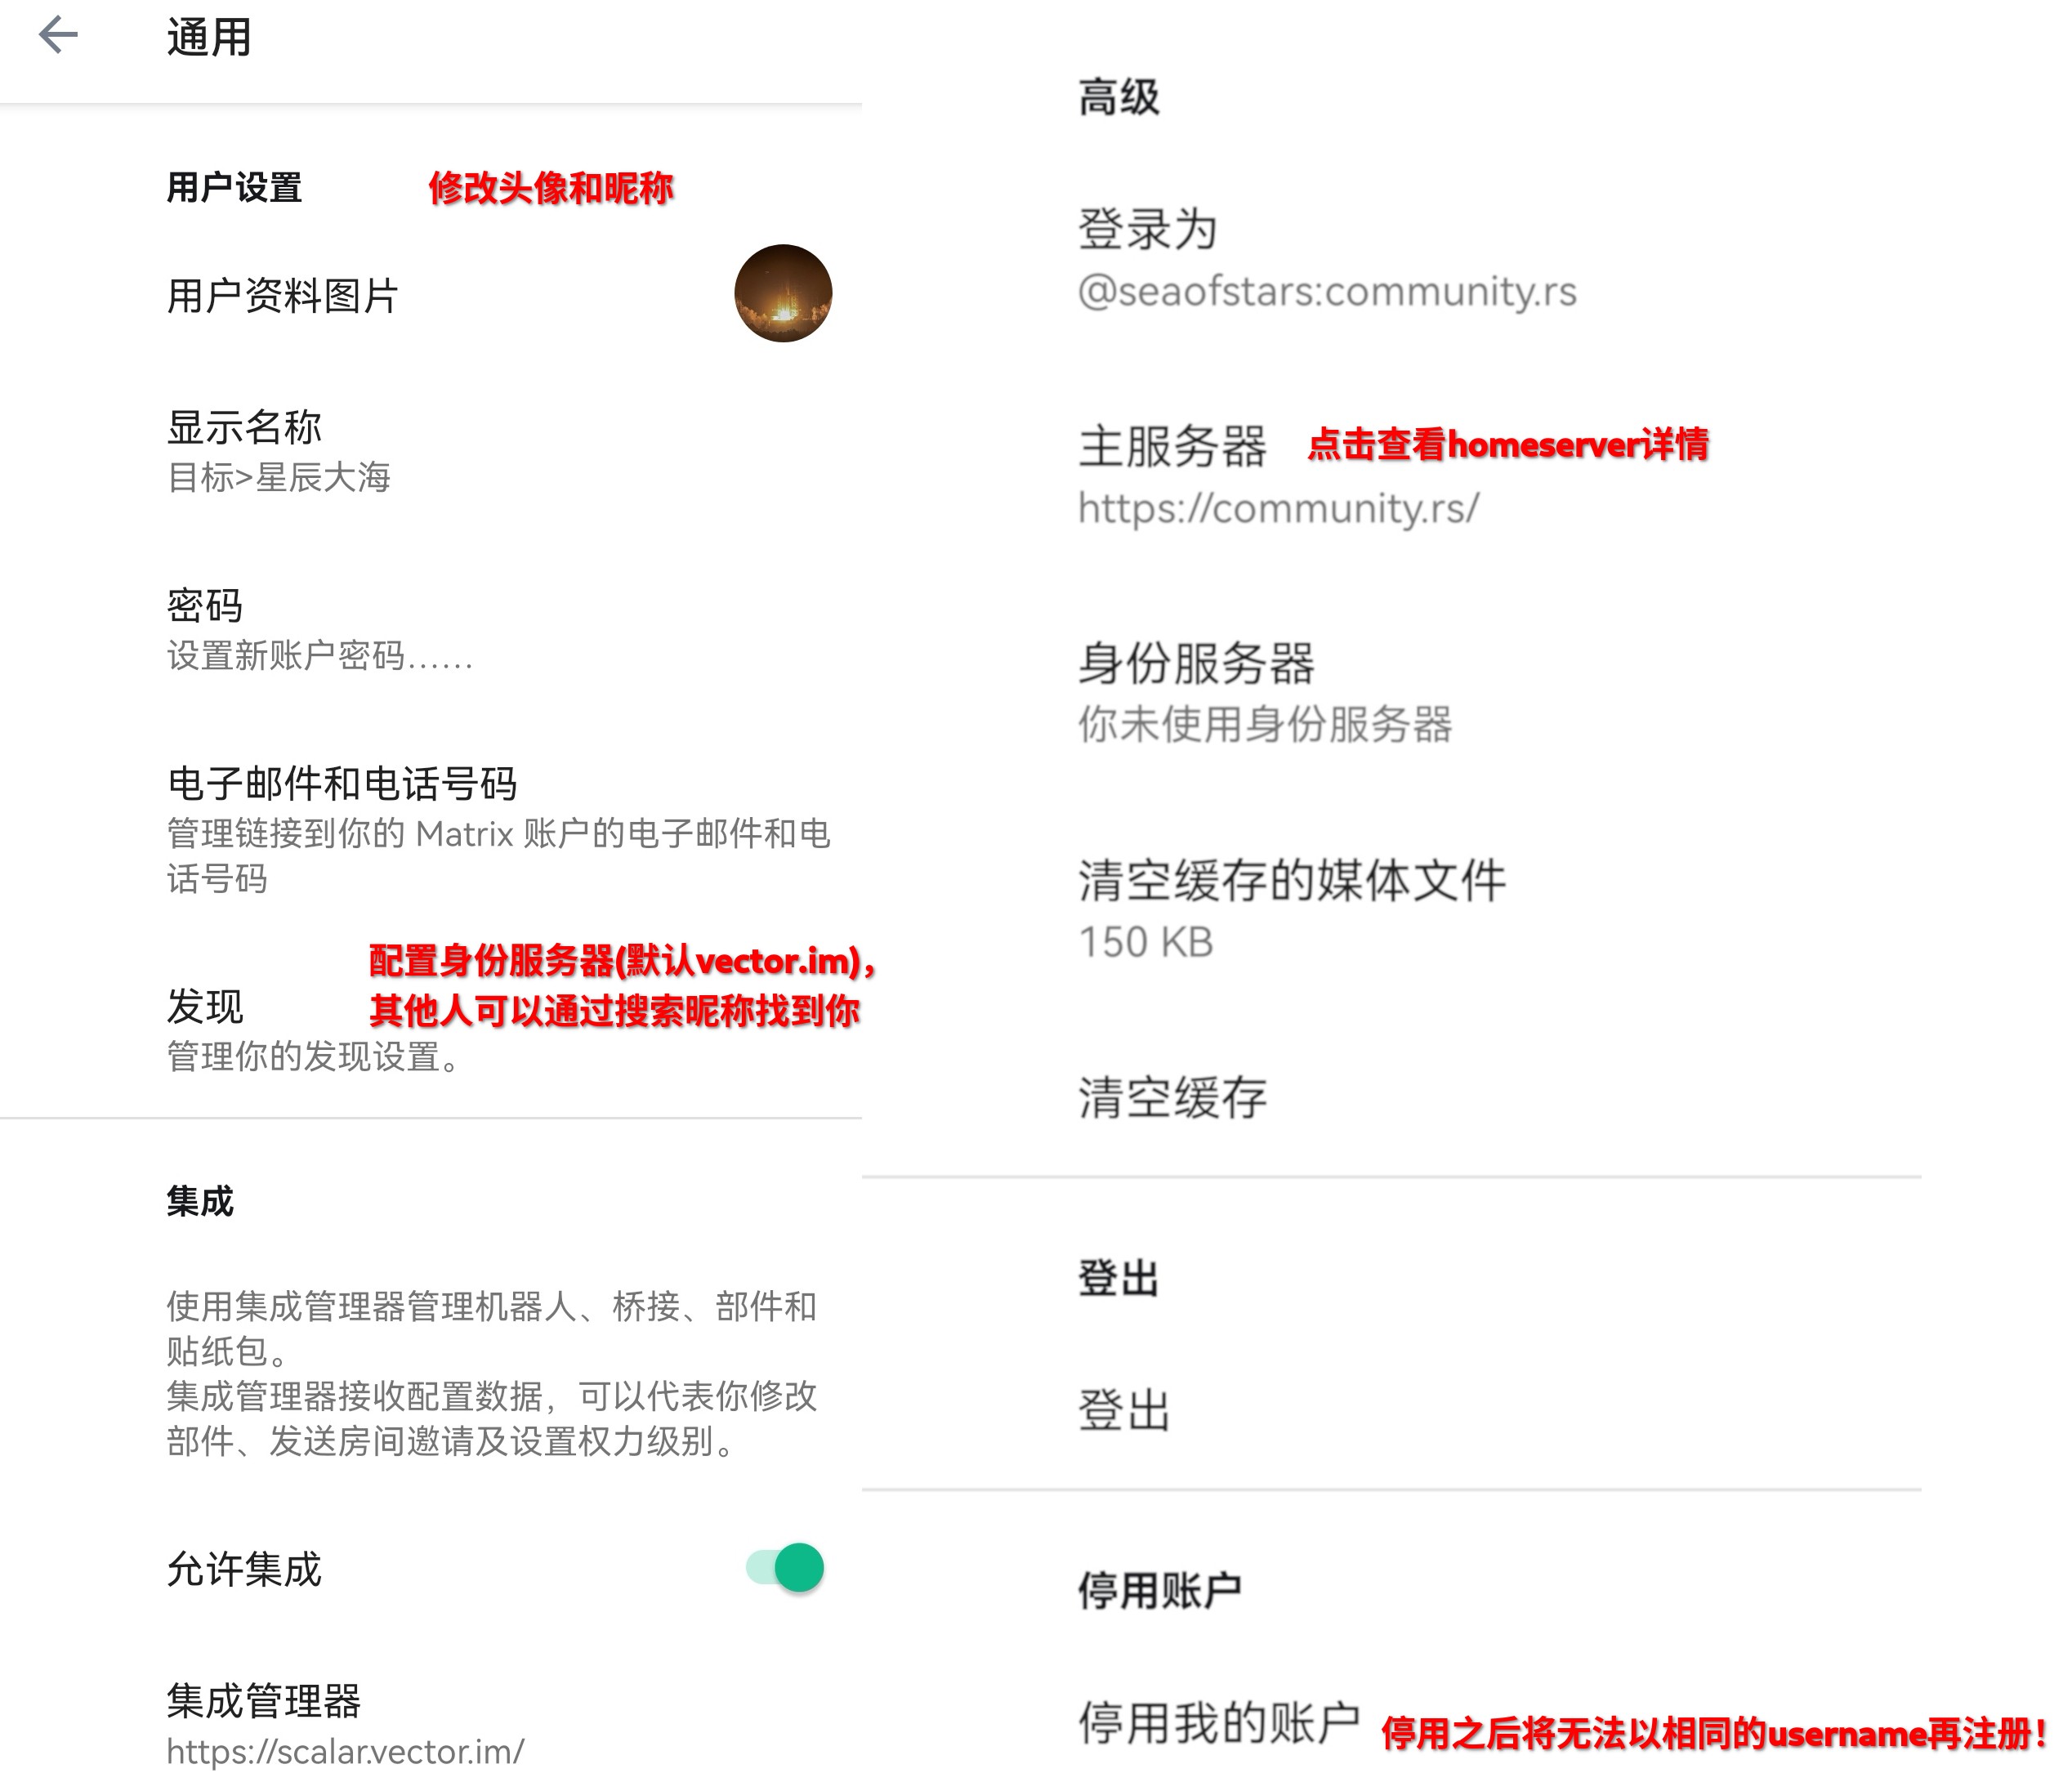 通用
用户设置
修改头像和昵称
用户资料图片
显示名称
目标>星辰大海
密码
设置新账户密码……
电子邮件和电话号码
管理链接到你的 Matrix 账户的电子邮件和电
话号码
配置身份服务器(默认vector.im)，
其他人可以通过搜索昵称找到你
发现
管理你的发现设置。
集成
使用集成管理器管理机器人、桥接、部件和
贴纸包。
集成管理器接收配置数据，可以代表你修改
部件、发送房间邀请及设置权力级别。
允许集成
集成管理器
https://scalar.vector.im/
高级
登录为
@seaofstars:community.rs
主服务器
点击查看homeserver详情
https://community.rs/
身份服务器
你未使用身份服务器
清空缓存的媒体文件
150 KB
清空缓存
登出
登出
停用账户
停用我的账户
停用之后将无法以相同的username再注册！